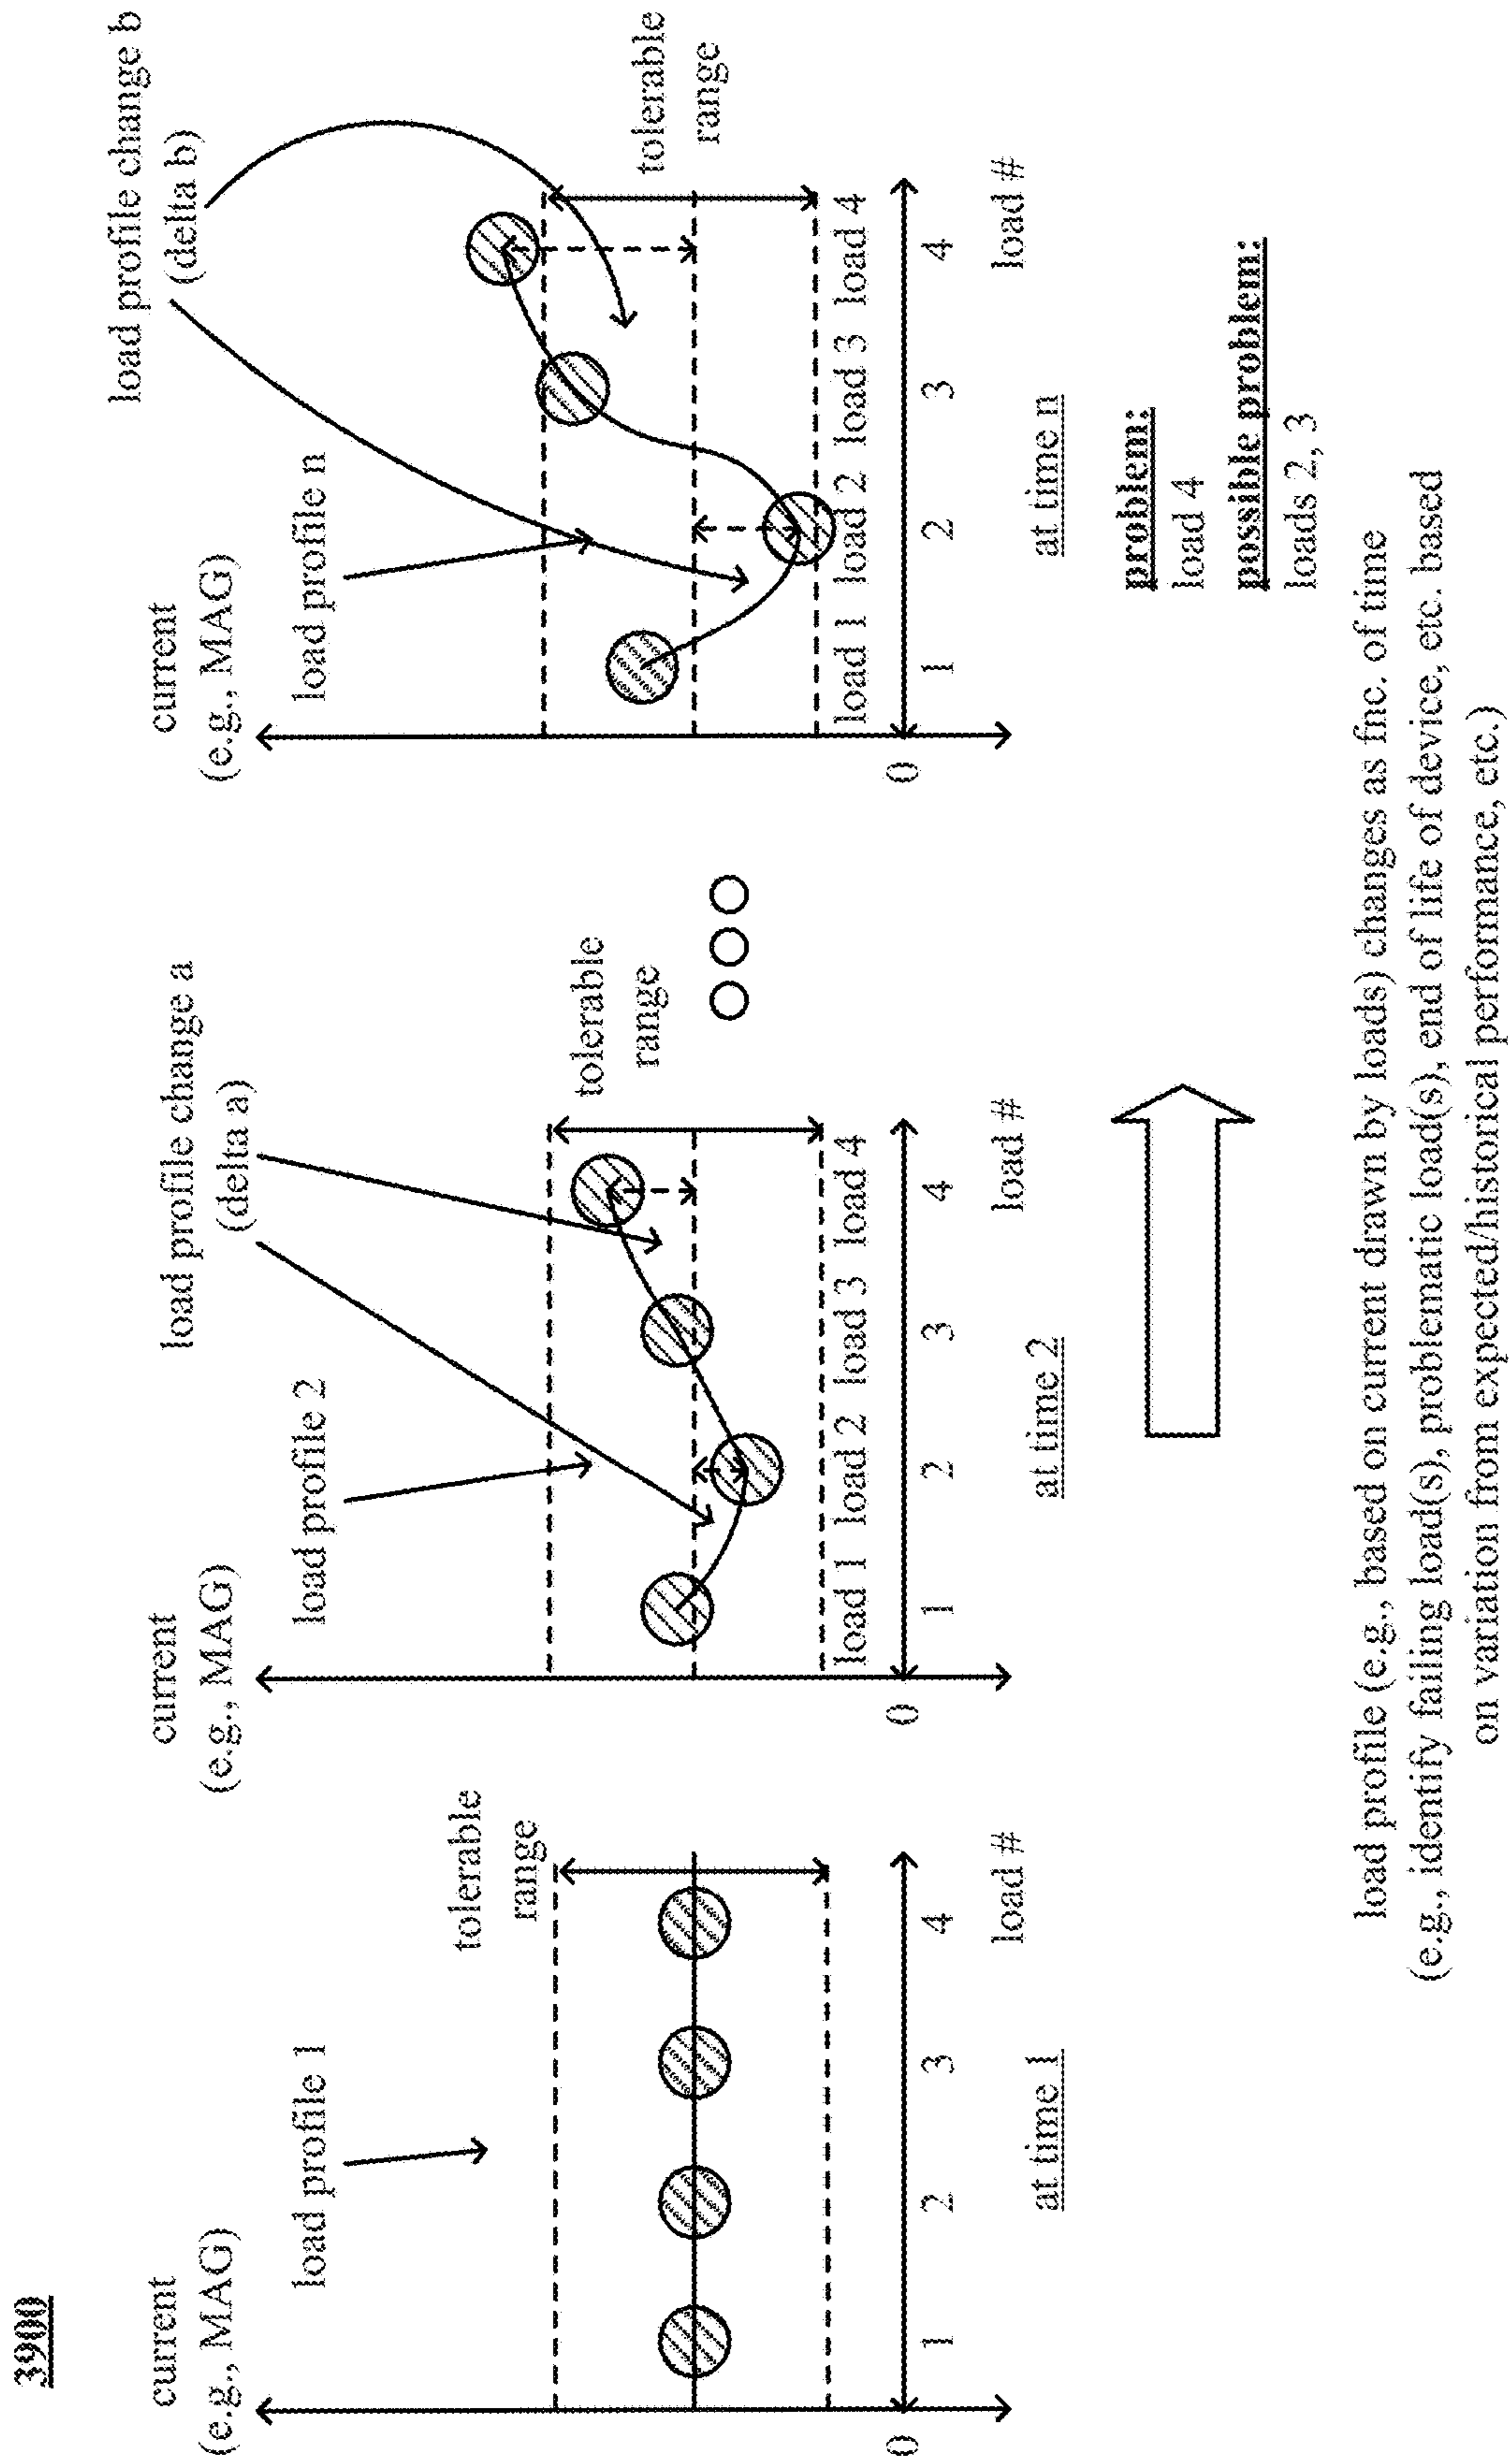 3900
current
(e.g., MAG)
load profile 1
tolerable
range
0
1 2 3 4
load #
at time 1
current
(e.g., MAG)
load profile 2
load profile change a
(delta a)
tolerable
range
load 1 load 2 load 3 load 4
0
1 2 3 4
load #
at time 2
current
(e.g., MAG)
load profile n
load profile change b
(delta b)
tolerable
range
load 1 load 2 load 3 load 4
0
1 2 3 4
load #
at time n
problem:
load 4
possible problem:
loads 2, 3
load profile (e.g., based on current drawn by loads) changes as fnc. of time
(e.g., identify failing load(s), problematic load(s), end of life of device, etc. based
on variation from expected/historical performance, etc.)